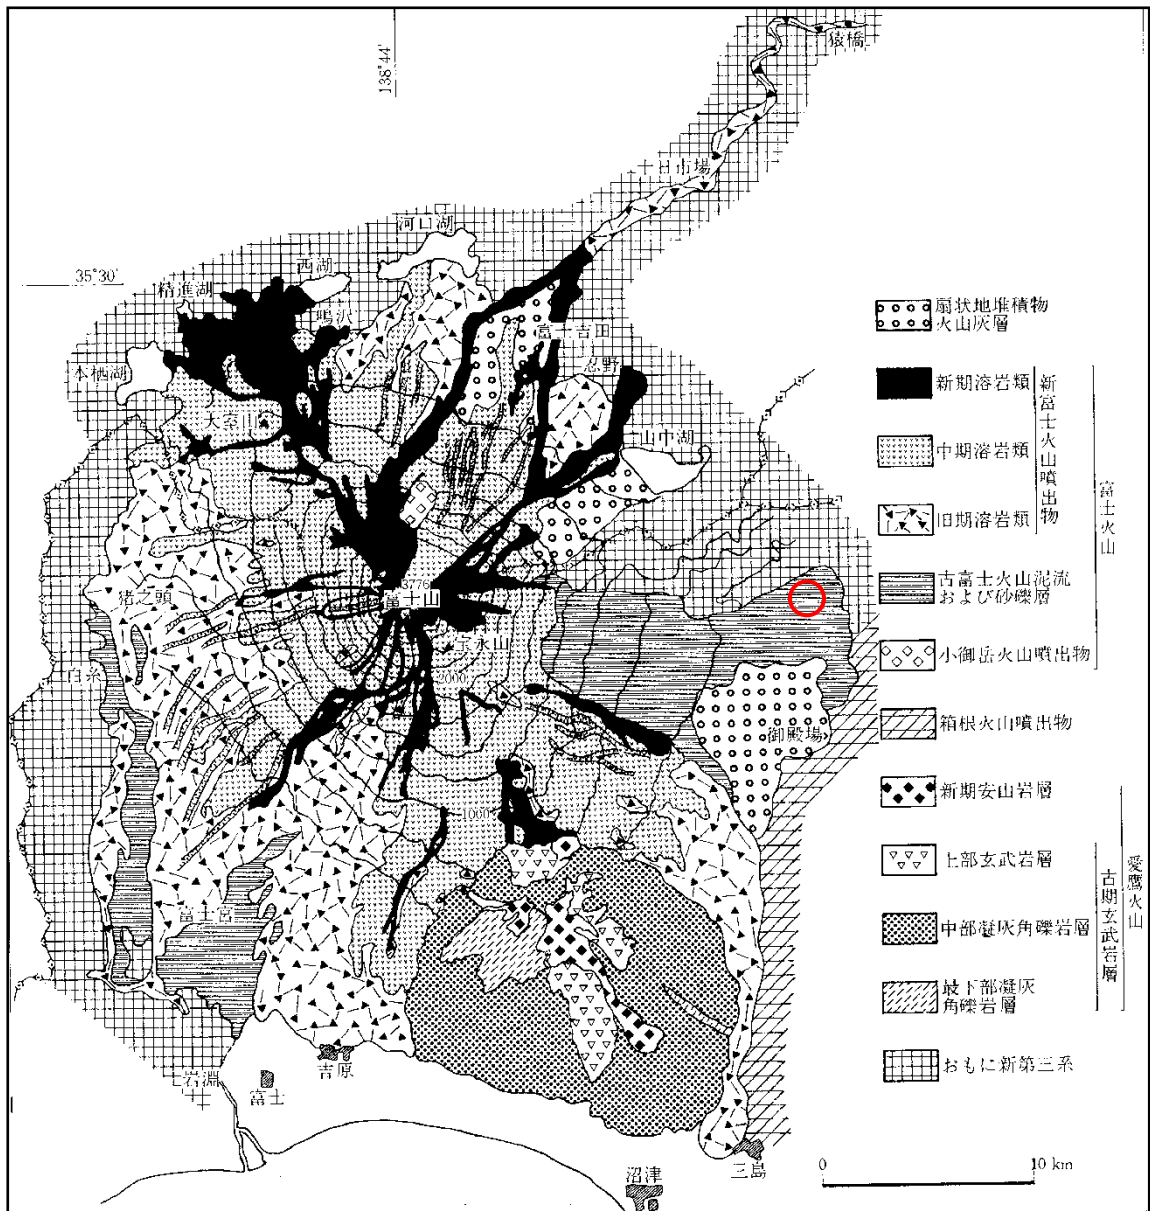 138°44′
猿橋
十日市場
河口湖
35°30′
西湖
精進湖
鳴沢
富士吉田
忍野
本栖湖
大室山
山中湖
3776
富士山
猪之頭
宝永山
白糸
2000
御殿場
1000
富士宮
岩淵
吉原
富士
沼津
三島
扇状地堆積物
火山灰層
新期溶岩類
中期溶岩類
旧期溶岩類
新富士火山噴出物
古富士火山泥流
および砂礫層
小御岳火山噴出物
富士火山
箱根火山噴出物
新期安山岩層
上部玄武岩層
中部凝灰角礫岩層
最下部凝灰
角礫岩層
古期玄武岩層
愛鷹火山
おもに新第三系
0 10 km